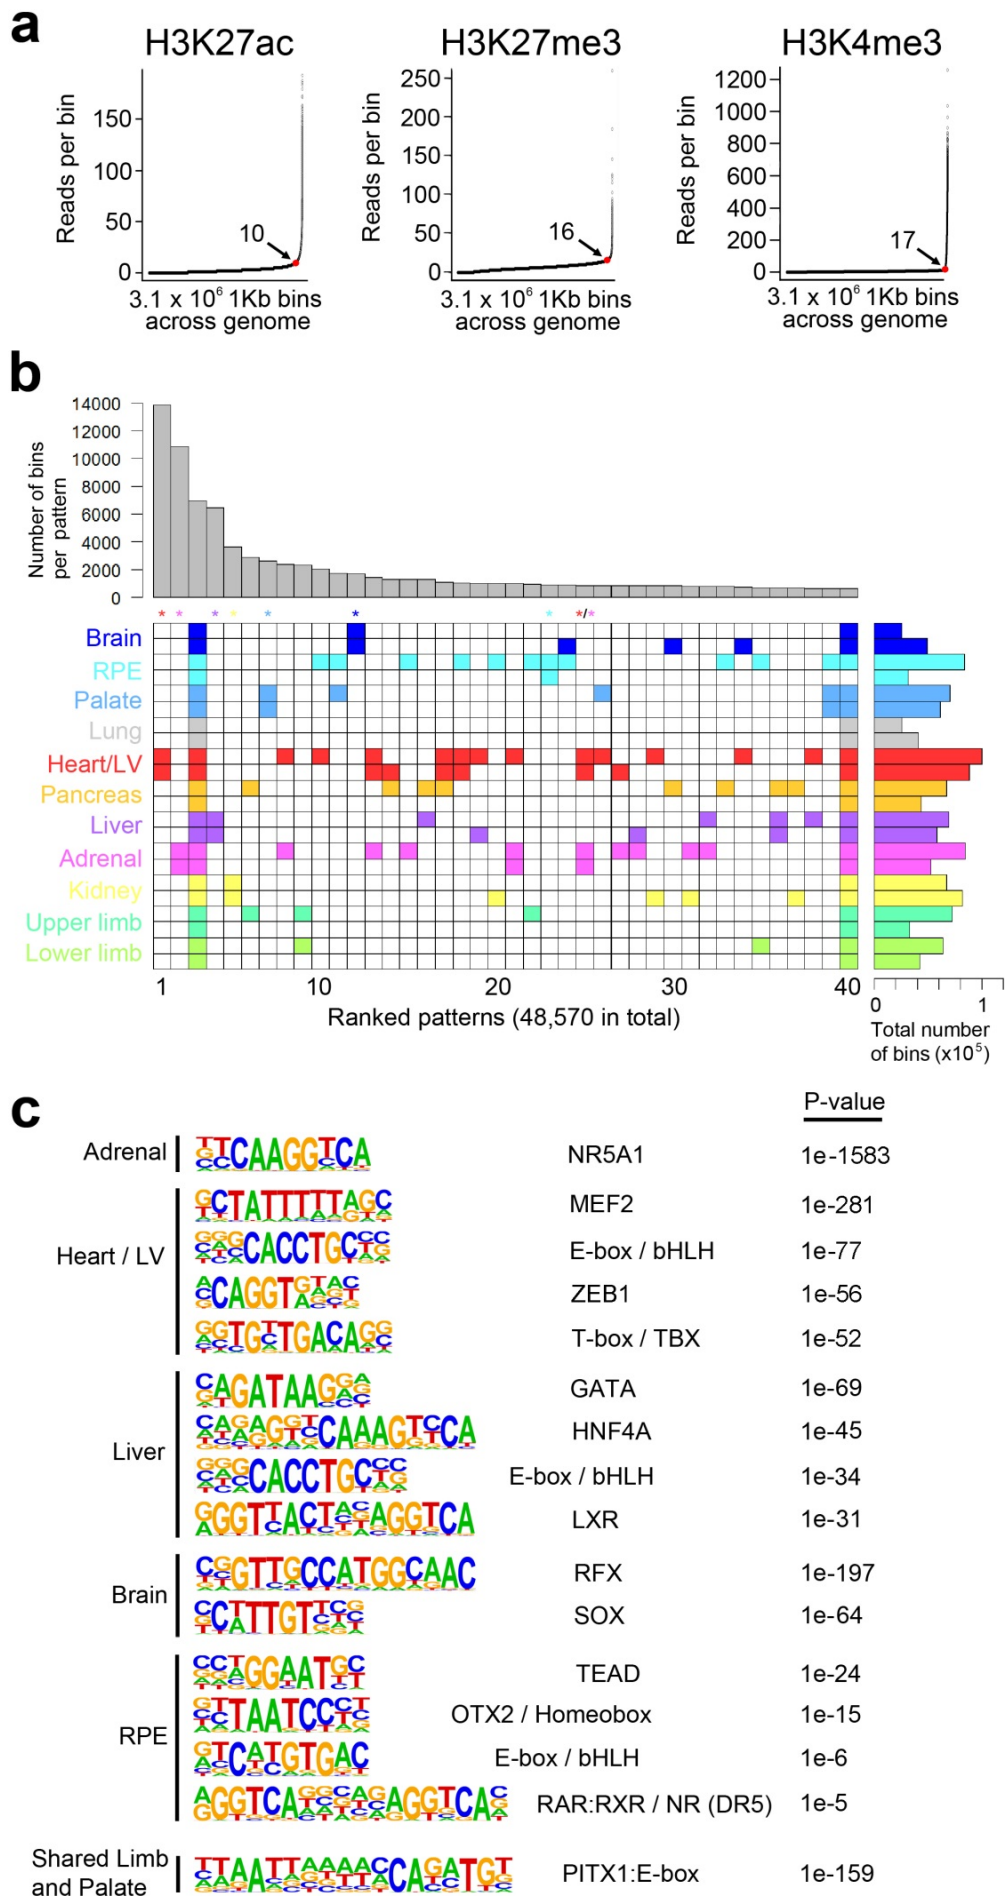 a
H3K27ac
H3K27me3
H3K4me3
Reads per bin
150
100
50
0
10
3.1 x 10⁶ 1Kb bins
across genome
Reads per bin
250
200
150
100
50
0
16
3.1 x 10⁶ 1Kb bins
across genome
Reads per bin
1200
1000
800
600
400
200
0
17
3.1 x 10⁶ 1Kb bins
across genome
b
Number of bins
per pattern
14000
12000
10000
8000
6000
4000
2000
0
* * * * * * * */*
Brain
RPE
Palate
Lung
Heart/LV
Pancreas
Liver
Adrenal
Kidney
Upper limb
Lower limb
1 10 20 30 40
Ranked patterns (48,570 in total)
0 1
Total number
of bins (x10⁵)
c
P-value
Adrenal
NR5A1 1e-1583
Heart / LV
MEF2 1e-281
E-box / bHLH 1e-77
ZEB1 1e-56
T-box / TBX 1e-52
Liver
GATA 1e-69
HNF4A 1e-45
E-box / bHLH 1e-34
LXR 1e-31
Brain
RFX 1e-197
SOX 1e-64
RPE
TEAD 1e-24
OTX2 / Homeobox 1e-15
E-box / bHLH 1e-6
RAR:RXR / NR (DR5) 1e-5
Shared Limb
and Palate
PITX1:E-box 1e-159